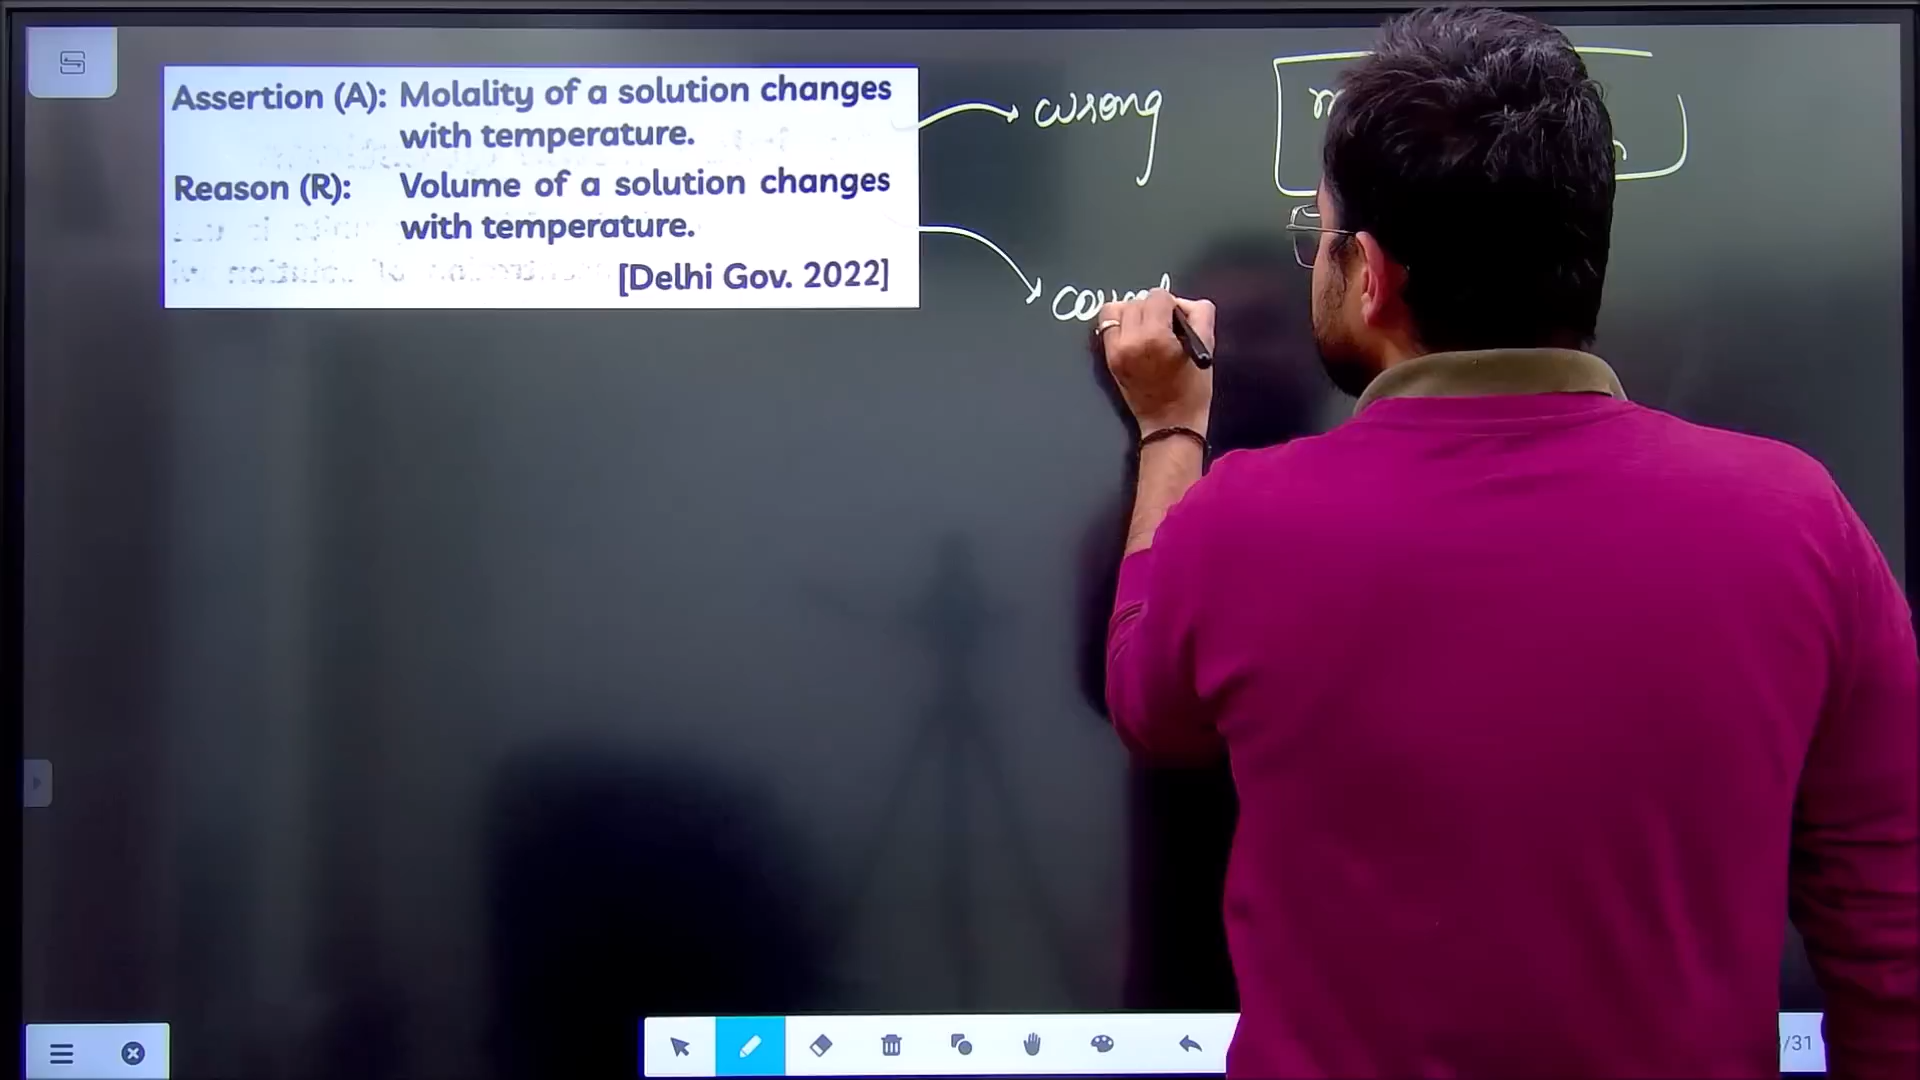 Assertion (A): Molality of a solution changes
with temperature.
Reason (R): Volume of a solution changes
with temperature.
[Delhi Gov. 2022]
wrong
/31